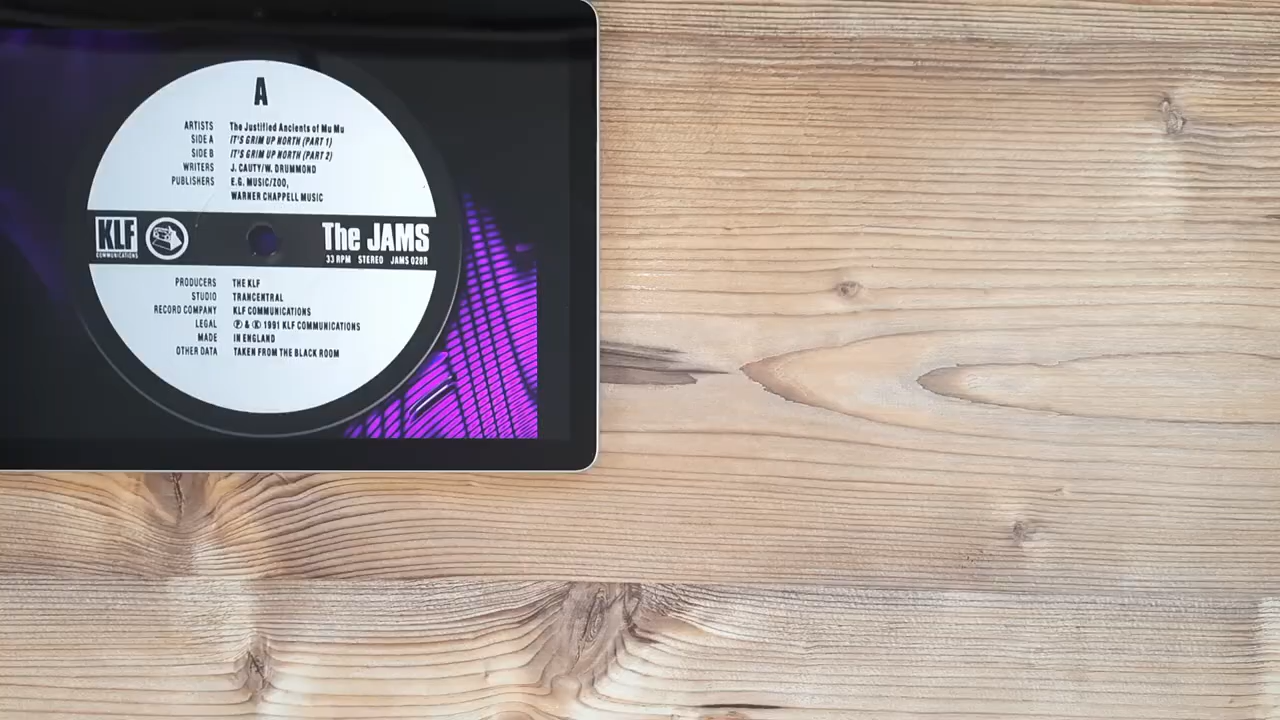 A
ARTISTS The Justified Ancients of Mu Mu
SIDE A IT'S GRIM UP NORTH (PART 1)
SIDE B IT'S GRIM UP NORTH (PART 2)
WRITERS J. CAUTY/W. DRUMMOND
PUBLISHERS E.G. MUSIC/ZOO,
WARNER CHAPPELL MUSIC
KLF
COMMUNICATIONS
The JAMS
33 RPM STEREO JAMS 028R
PRODUCERS THE KLF
STUDIO TRANCENTRAL
RECORD COMPANY KLF COMMUNICATIONS
LEGAL Ⓟ & Ⓚ 1991 KLF COMMUNICATIONS
MADE IN ENGLAND
OTHER DATA TAKEN FROM THE BLACK ROOM